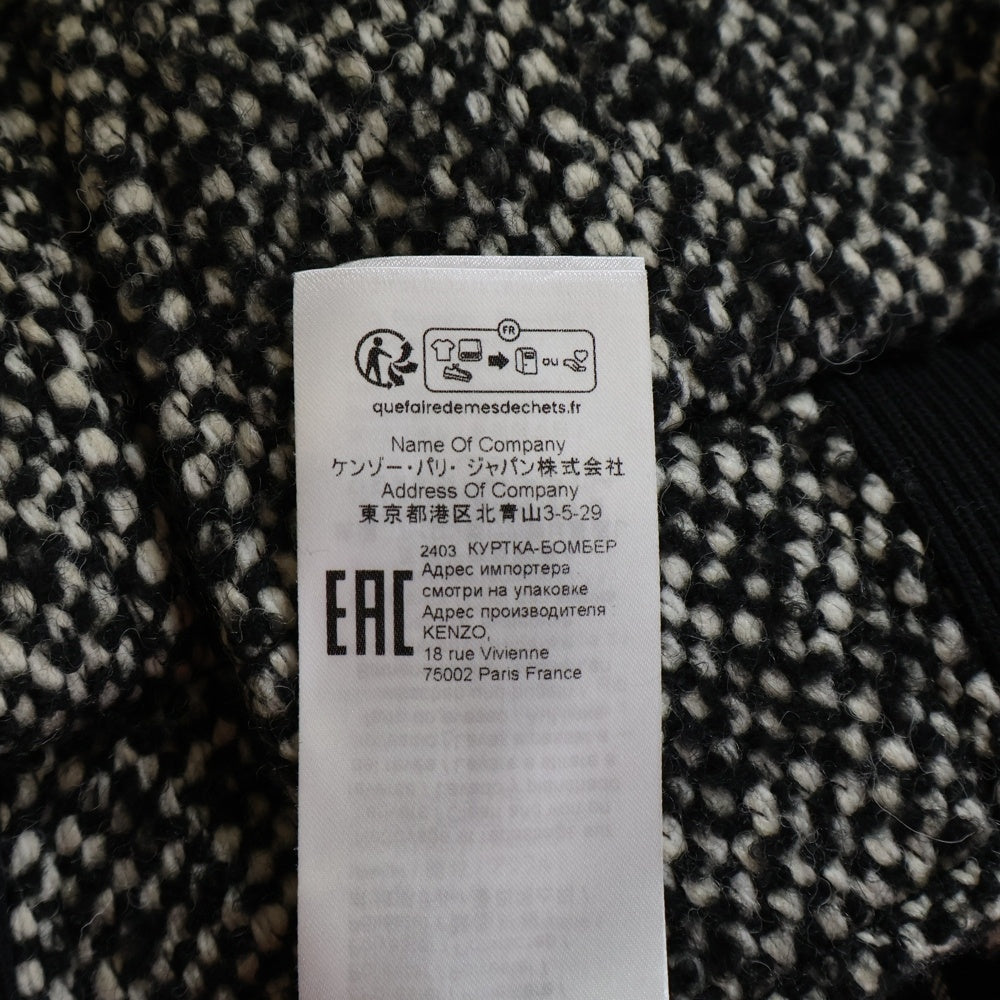 FR
ou
quefairedemesdechets.fr
Name Of Company
ケンゾー・パリ・ジャパン株式会社
Address Of Company
東京都港区北青山3-5-29
2403 КУРТКА-БОМБЕР
Адрес импортера
смотри на упаковке
Адрес производителя :
KENZO,
18 rue Vivienne
75002 Paris France
EAC